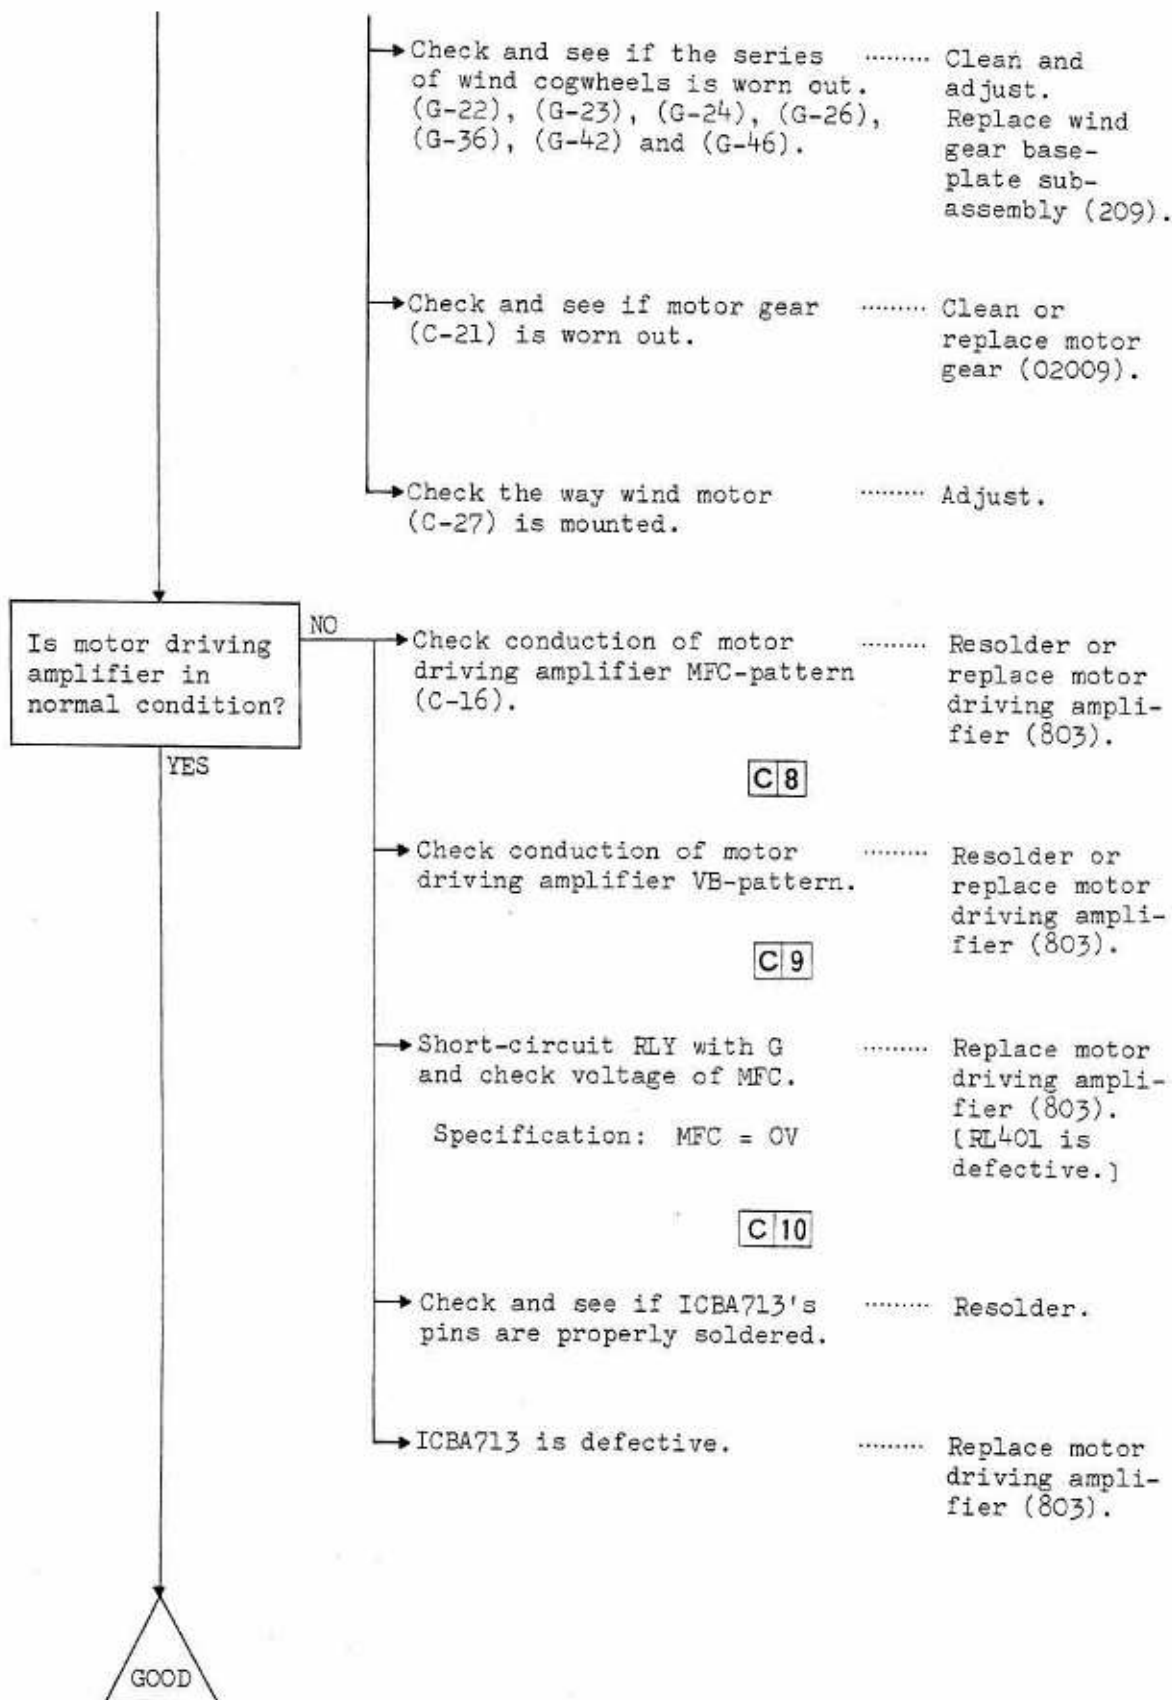 Check and see if the series
of wind cogwheels is worn out.
(G-22), (G-23), (G-24), (G-26),
(G-36), (G-42) and (G-46).
········ Clean and
adjust.
Replace wind
gear base-
plate sub-
assembly (209).
Check and see if motor gear
(C-21) is worn out.
········ Clean or
replace motor
gear (02009).
Check the way wind motor
(C-27) is mounted.
········ Adjust.
Is motor driving
amplifier in
normal condition?
NO
YES
Check conduction of motor
driving amplifier MFC-pattern
(C-16).
········ Resolder or
replace motor
driving ampli-
fier (803).
C 8
Check conduction of motor
driving amplifier VB-pattern.
········ Resolder or
replace motor
driving ampli-
fier (803).
C 9
Short-circuit RLY with G
and check voltage of MFC.
Specification: MFC = 0V
········ Replace motor
driving ampli-
fier (803).
[RL401 is
defective.]
C 10
Check and see if ICBA713's
pins are properly soldered.
········ Resolder.
ICBA713 is defective.
········ Replace motor
driving ampli-
fier (803).
GOOD